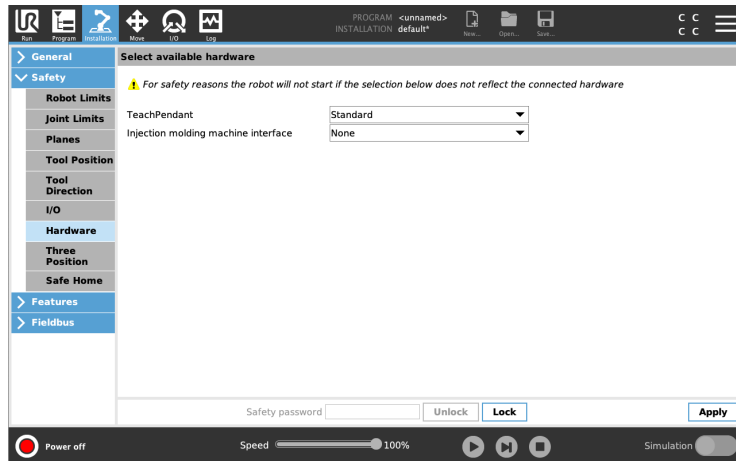 Run
Program
Installation
Move
I/O
Log
PROGRAM <unnamed>
INSTALLATION default*
New...
Open...
Save...
C C
C C
General
Safety
Robot Limits
Joint Limits
Planes
Tool Position
Tool
Direction
I/O
Hardware
Three
Position
Safe Home
Features
Fieldbus
Select available hardware
For safety reasons the robot will not start if the selection below does not reflect the connected hardware
TeachPendant Standard
Injection molding machine interface None
Safety password Unlock Lock Apply
Power off Speed 100% Simulation